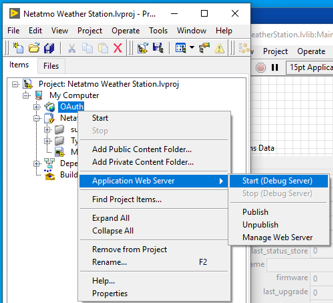 Netatmo Weather Station.lvproj - Pr...
File Edit View Project Operate Tools Window Help
Items Files
Project: Netatmo Weather Station.lvproj
My Computer
OAuth
Neta
su
Ty
M
Depe
Build
Start
Stop
Add Public Content Folder...
Add Private Content Folder...
Application Web Server
Find Project Items...
Expand All
Collapse All
Remove from Project
Rename... F2
Help...
Properties
Start (Debug Server)
Stop (Debug Server)
Publish
Unpublish
Manage Web Server
eatherStation.lvlib:Main
Project Operate
15pt Applicat
ns Data
last_status_store 0
firmware 0
last_upgrade 0